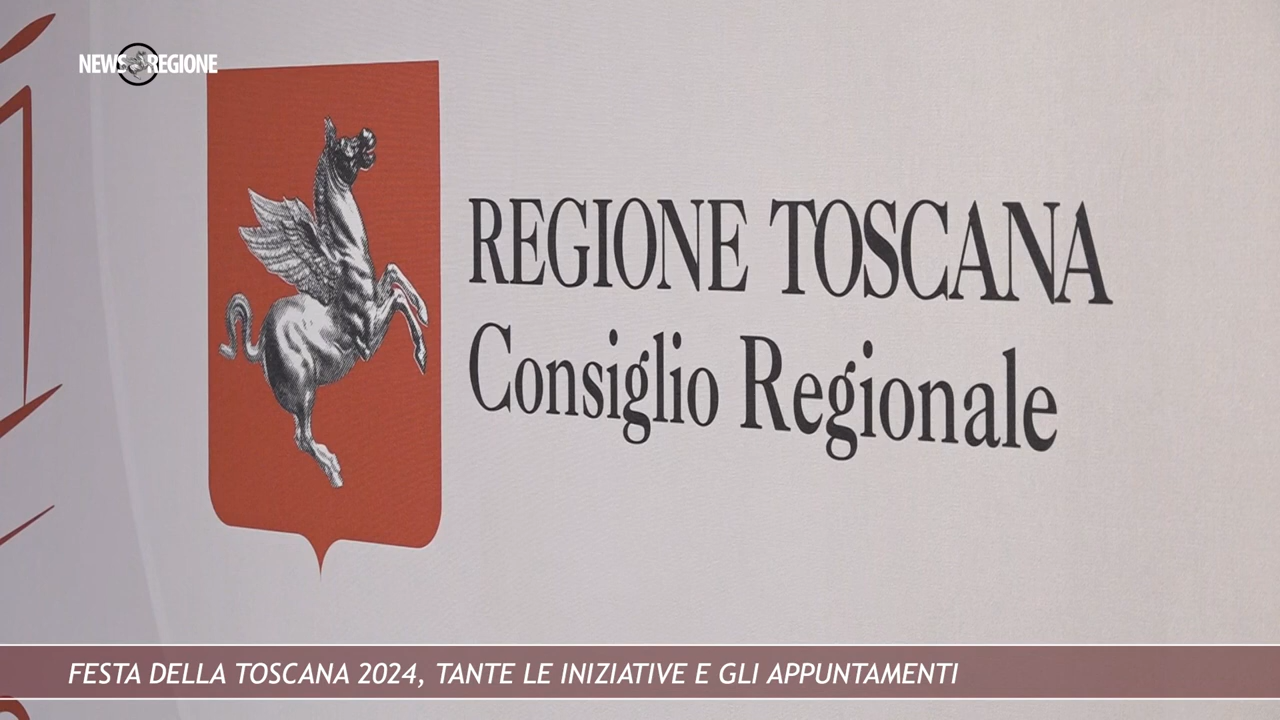 NEWS REGIONE
REGIONE TOSCANA
Consiglio Regionale
FESTA DELLA TOSCANA 2024, TANTE LE INIZIATIVE E GLI APPUNTAMENTI